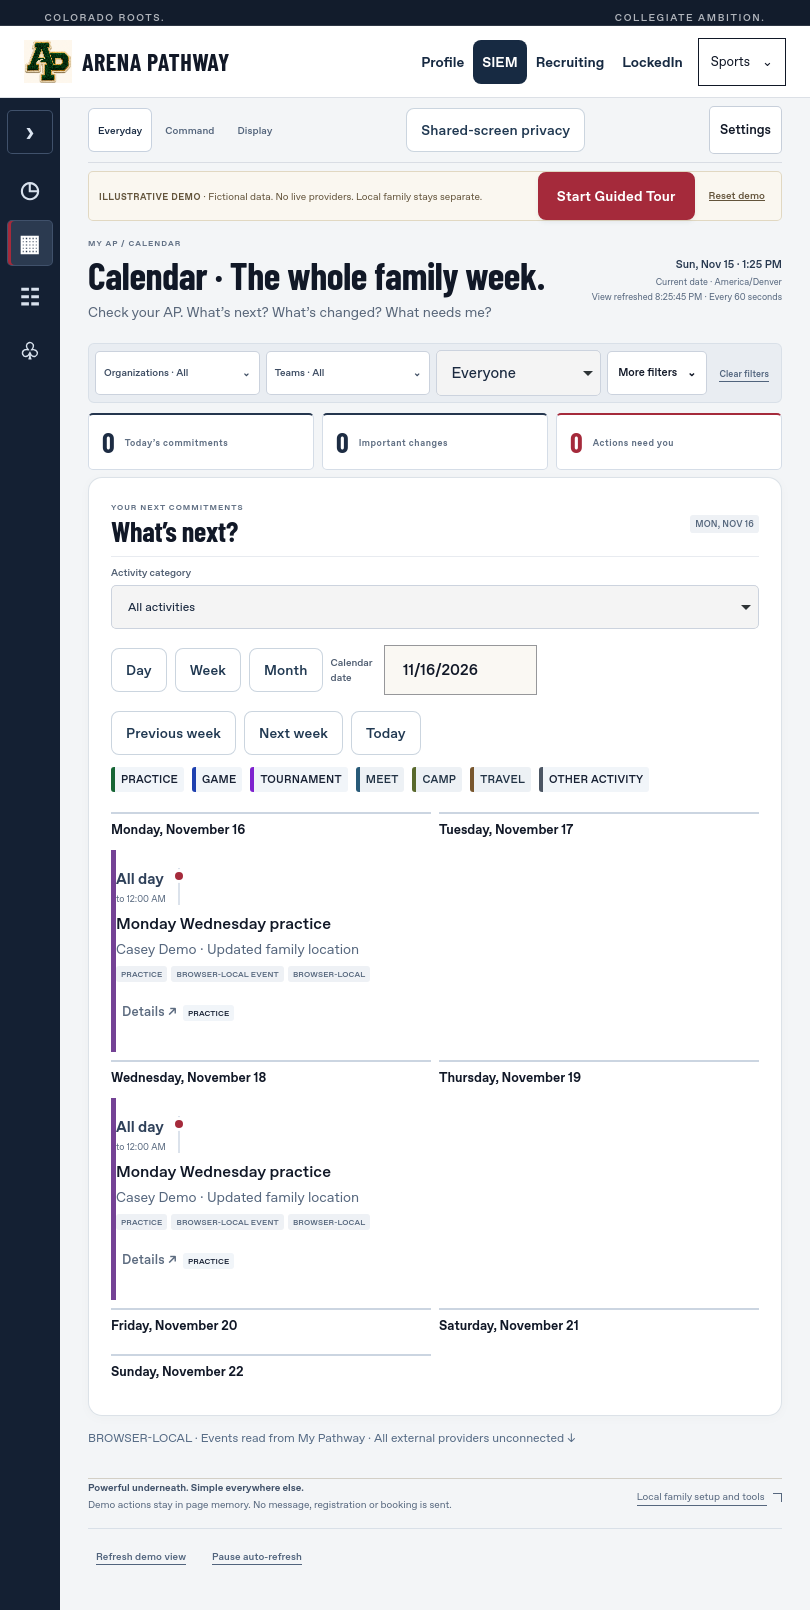 COLORADO ROOTS. COLLEGIATE AMBITION.
AP ARENA PATHWAY Profile SIEM Recruiting LockedIn Sports
Everyday Command Display Shared-screen privacy Settings
ILLUSTRATIVE DEMO · Fictional data. No live providers. Local family stays separate. Start Guided Tour Reset demo
MY AP / CALENDAR
Calendar · The whole family week.
Check your AP. What's next? What's changed? What needs me?
Sun, Nov 15 · 1:25 PM
Current date · America/Denver
View refreshed 8:25:45 PM · Every 60 seconds
Organizations · All Teams · All Everyone More filters Clear filters
0 Today's commitments 0 Important changes 0 Actions need you
YOUR NEXT COMMITMENTS
What's next? MON, NOV 16
Activity category
All activities
Day Week Month Calendar date 11/16/2026
Previous week Next week Today
PRACTICE GAME TOURNAMENT MEET CAMP TRAVEL OTHER ACTIVITY
Monday, November 16 Tuesday, November 17
All day
to 12:00 AM
Monday Wednesday practice
Casey Demo · Updated family location
PRACTICE BROWSER-LOCAL EVENT BROWSER-LOCAL
Details ↗ PRACTICE
Wednesday, November 18 Thursday, November 19
All day
to 12:00 AM
Monday Wednesday practice
Casey Demo · Updated family location
PRACTICE BROWSER-LOCAL EVENT BROWSER-LOCAL
Details ↗ PRACTICE
Friday, November 20 Saturday, November 21
Sunday, November 22
BROWSER-LOCAL · Events read from My Pathway · All external providers unconnected ↓
Powerful underneath. Simple everywhere else.
Demo actions stay in page memory. No message, registration or booking is sent.
Local family setup and tools
Refresh demo view Pause auto-refresh